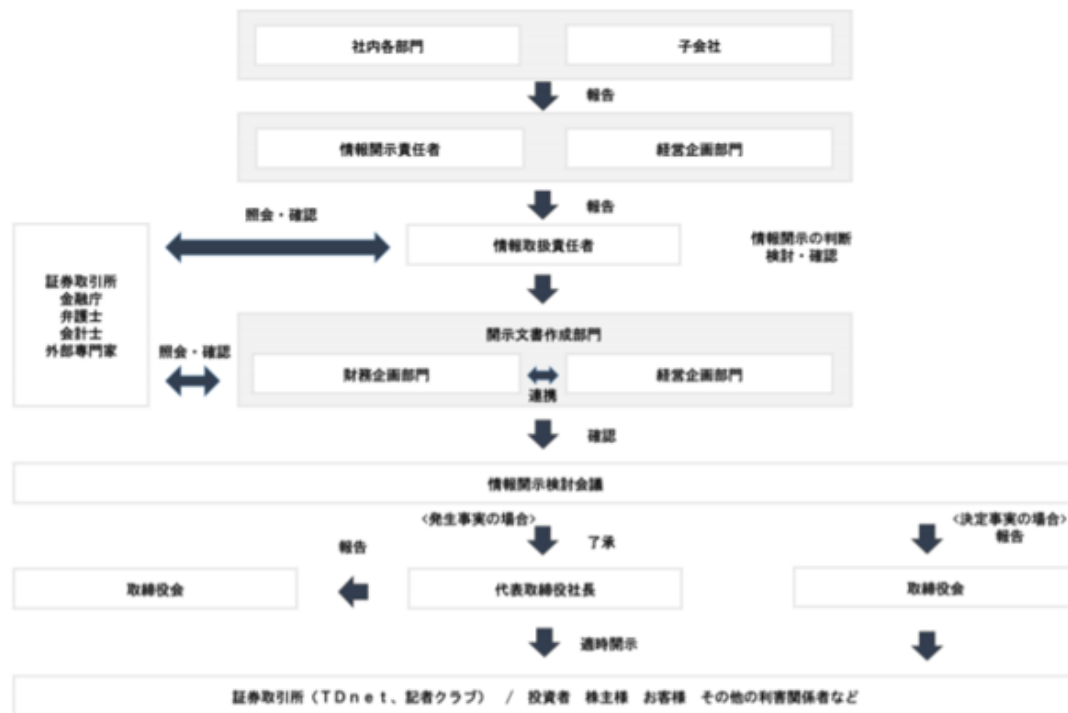 社内各部門
子会社
報告
情報開示責任者
経営企画部門
報告
照会・確認
情報取扱責任者
情報開示の判断
検討・確認
証券取引所
金融庁
弁護士
会計士
外部専門家
開示文書作成部門
照会・確認
財務企画部門
経営企画部門
連携
確認
情報開示検討会議
<発生事実の場合>
了承
<決定事実の場合>
報告
報告
取締役会
代表取締役社長
取締役会
適時開示
証券取引所（TDnet、記者クラブ） / 投資者 株主様 お客様 その他の利害関係者など